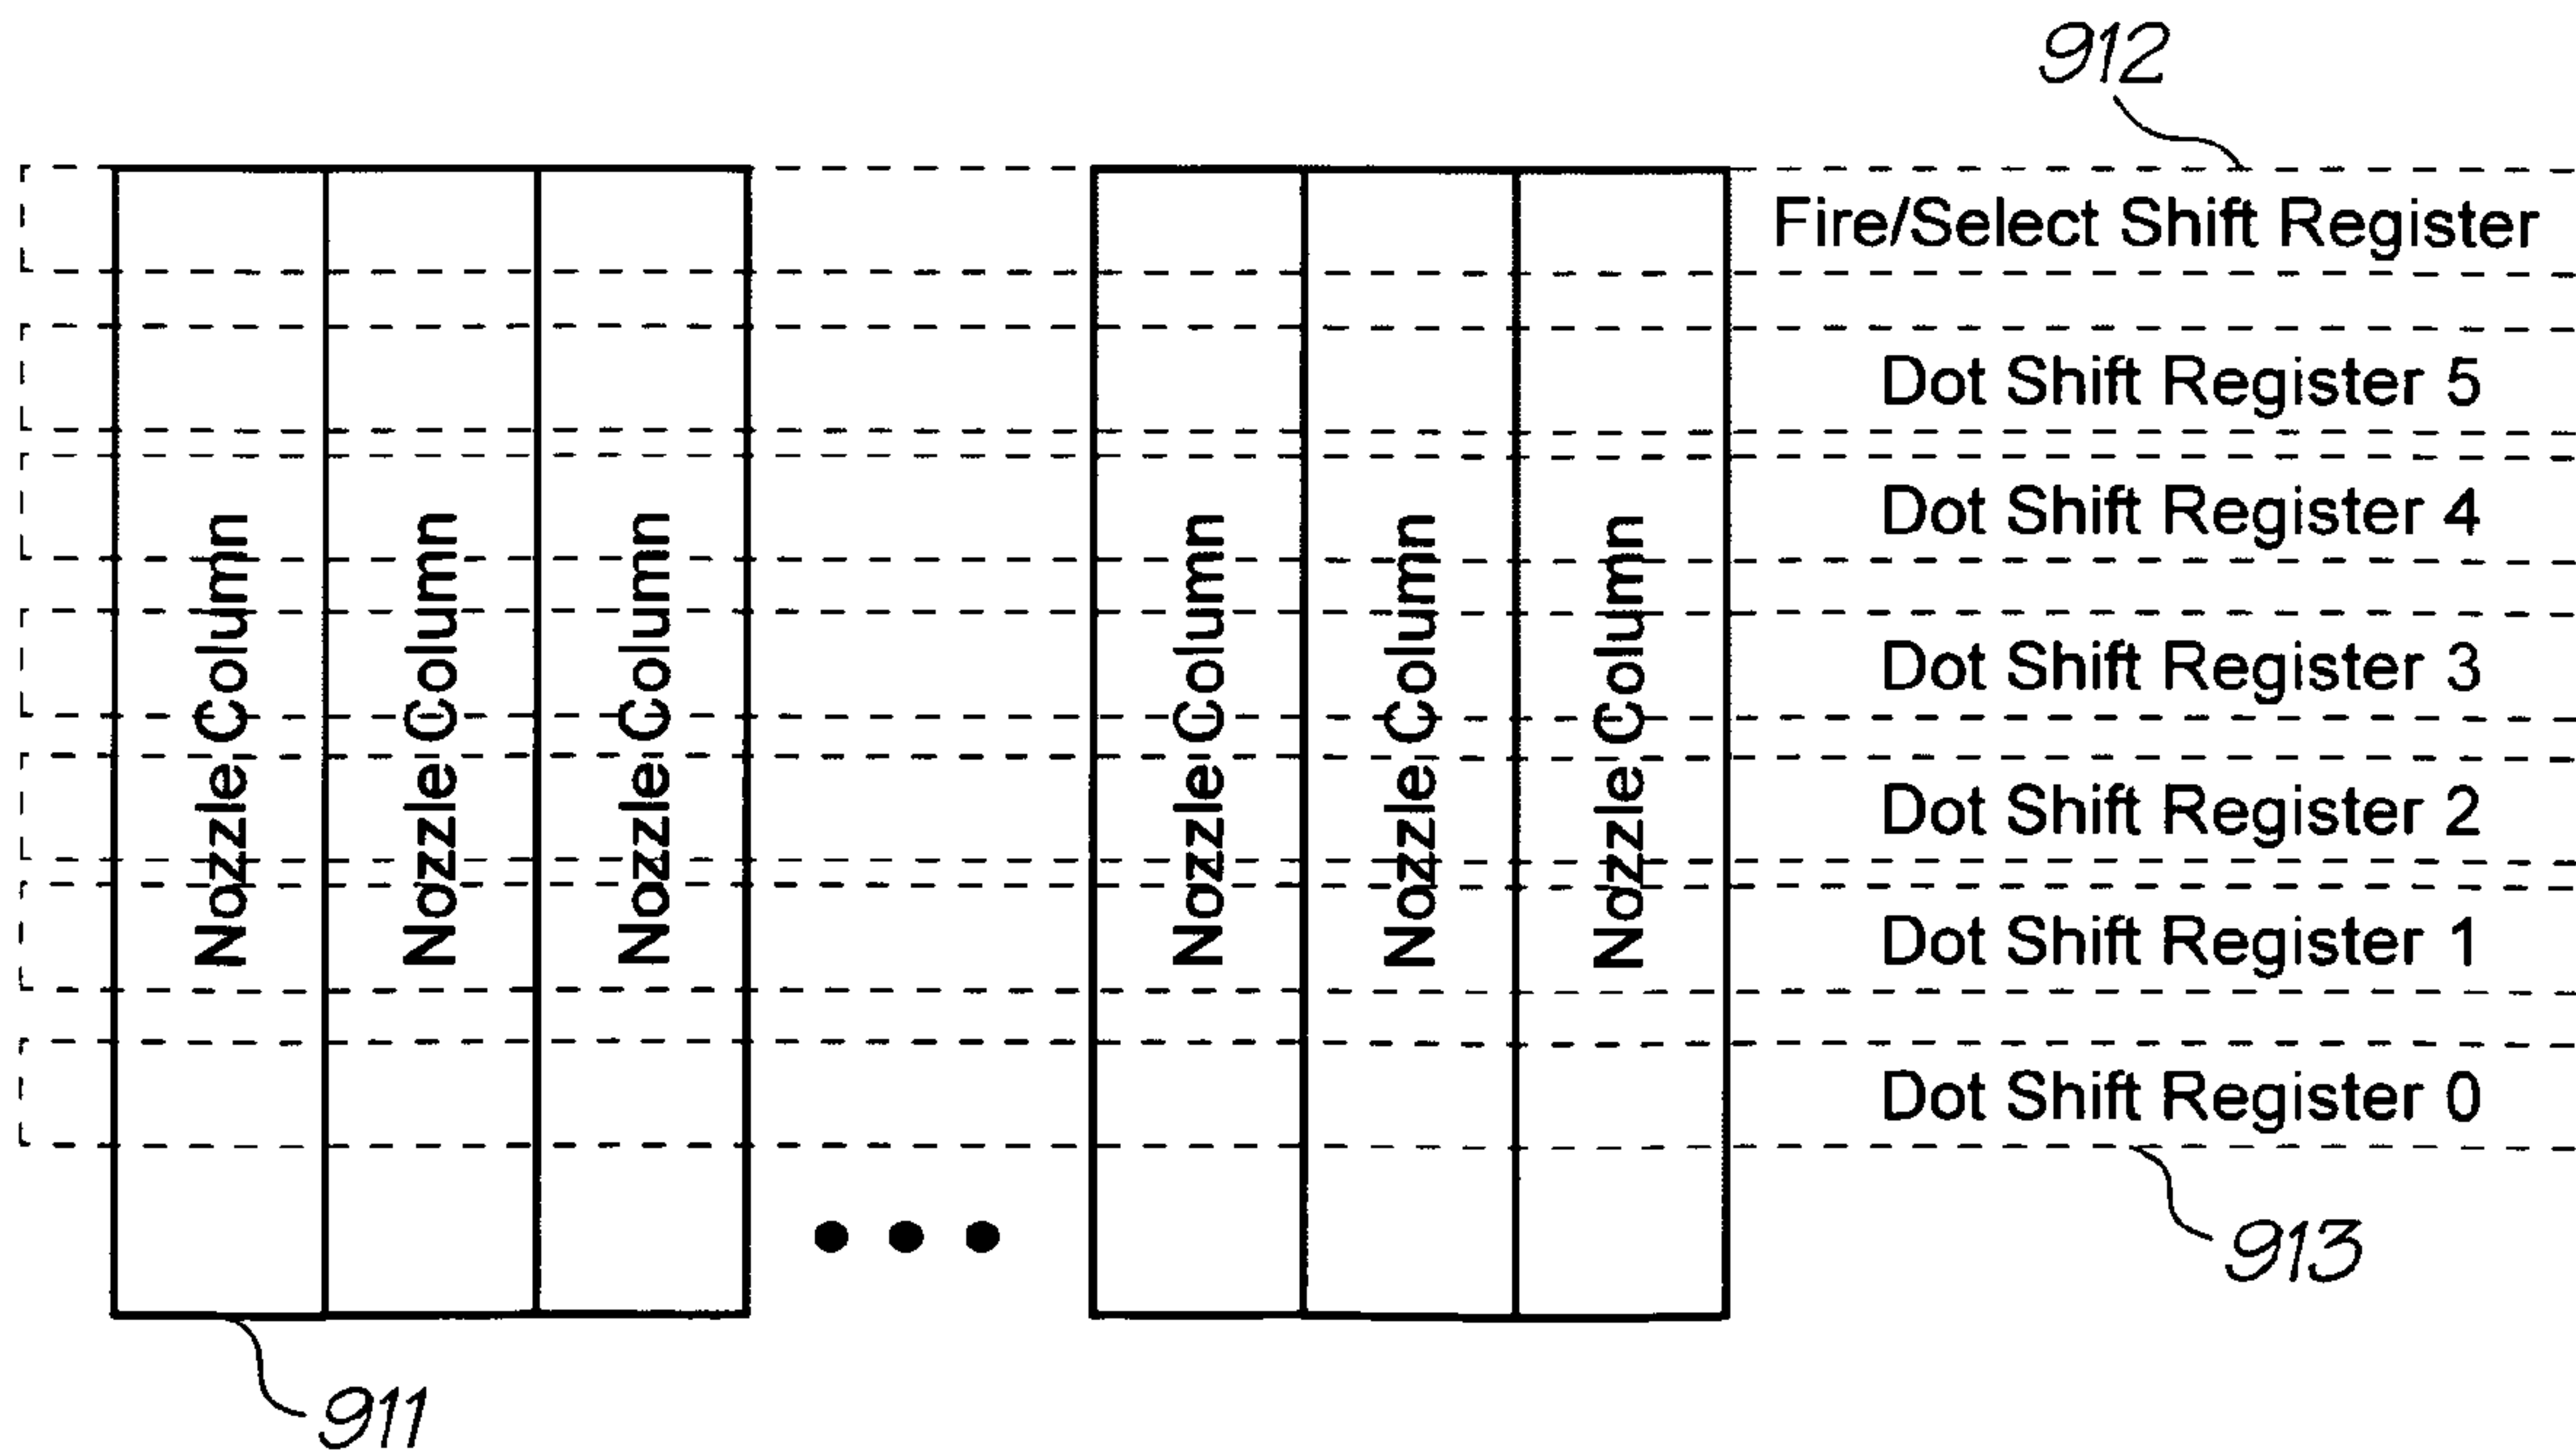 912
Fire/Select Shift Register
Dot Shift Register 5
Dot Shift Register 4
Dot Shift Register 3
Dot Shift Register 2
Dot Shift Register 1
Dot Shift Register 0
Nozzle Column
Nozzle Column
Nozzle Column
Nozzle Column
Nozzle Column
Nozzle Column
913
911